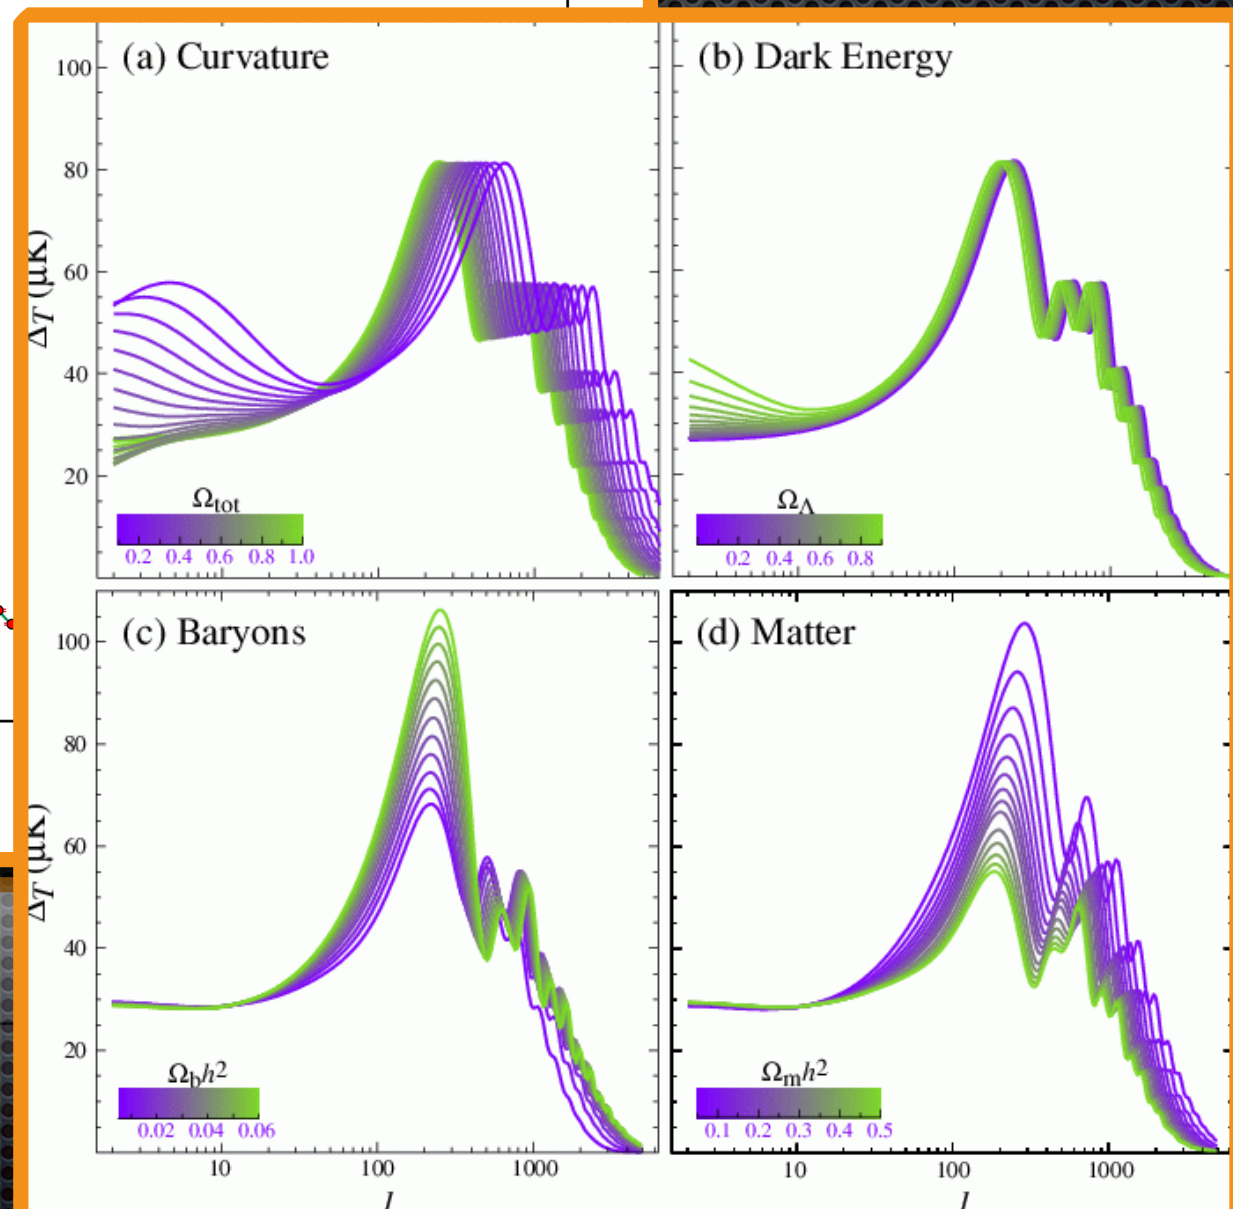 (a) Curvature
(b) Dark Energy
100
80
60
40
20
ΔT (μK)
Ωtot
0.2 0.4 0.6 0.8 1.0
ΩΛ
0.2 0.4 0.6 0.8
(c) Baryons
(d) Matter
100
80
60
40
20
ΔT (μK)
Ωbh²
0.02 0.04 0.06
Ωmh²
0.1 0.2 0.3 0.4 0.5
10 100 1000
10 100 1000
l
l